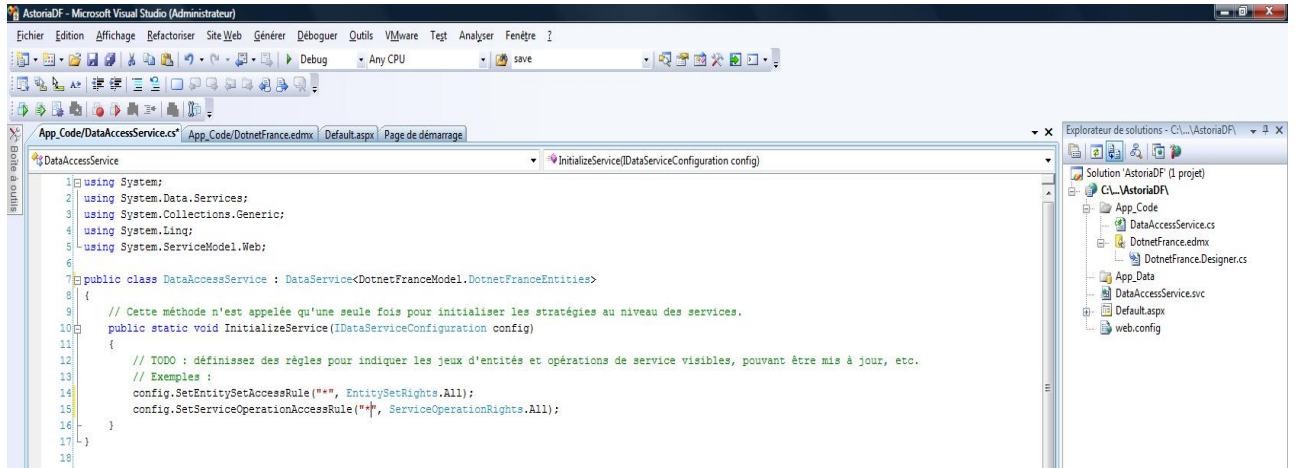 AstoriaDF - Microsoft Visual Studio (Administrateur)
Fichier Edition Affichage Refactoriser Site Web Générer Déboguer Outils VMware Test Analyser Fenêtre ?
Debug Any CPU save
App_Code/DataAccessService.cs* App_Code/DotnetFrance.edmx Default.aspx Page de démarrage
Boîte à outils
DataAccessService InitializeService(IDataServiceConfiguration config)
1 using System;
2 using System.Data.Services;
3 using System.Collections.Generic;
4 using System.Linq;
5 using System.ServiceModel.Web;
6
7 public class DataAccessService : DataService<DotnetFranceModel.DotnetFranceEntities>
8 {
9 // Cette méthode n'est appelée qu'une seule fois pour initialiser les stratégies au niveau des services.
10 public static void InitializeService(IDataServiceConfiguration config)
11 {
12 // TODO : définissez des règles pour indiquer les jeux d'entités et opérations de service visibles, pouvant être mis à jour, etc.
13 // Exemples :
14 config.SetEntitySetAccessRule("*", EntitySetRights.All);
15 config.SetServiceOperationAccessRule("*", ServiceOperationRights.All);
16 }
17 }
18
Explorateur de solutions - C:\...\AstoriaDF\
Solution 'AstoriaDF' (1 projet)
C:\...\AstoriaDF\
App_Code
DataAccessService.cs
DotnetFrance.edmx
DotnetFrance.Designer.cs
App_Data
DataAccessService.svc
Default.aspx
web.config